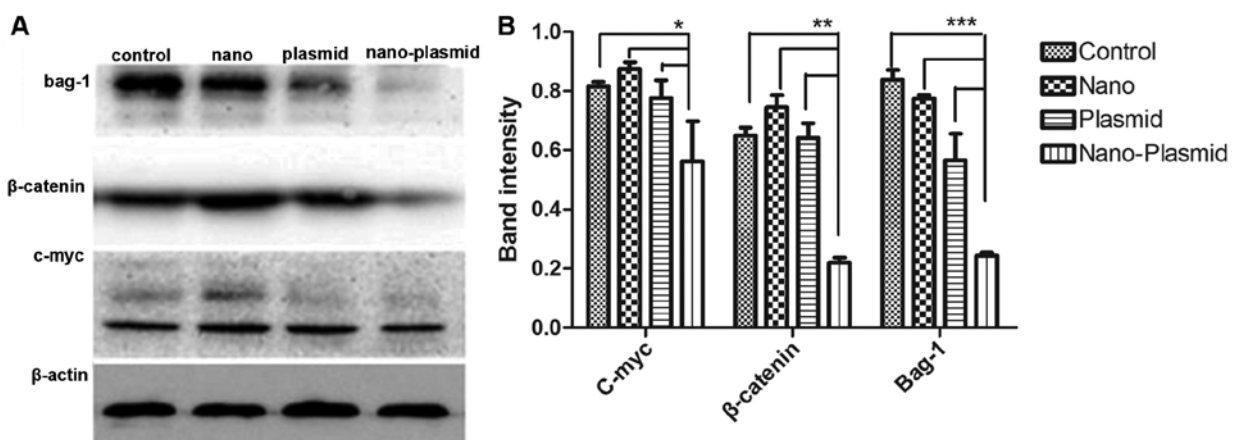 A
control nano plasmid nano-plasmid
bag-1
β-catenin
c-myc
β-actin
B
* ** ***
1.0
0.8
0.6
0.4
0.2
0.0
Band intensity
C-myc
β-catenin
Bag-1
Control
Nano
Plasmid
Nano-Plasmid